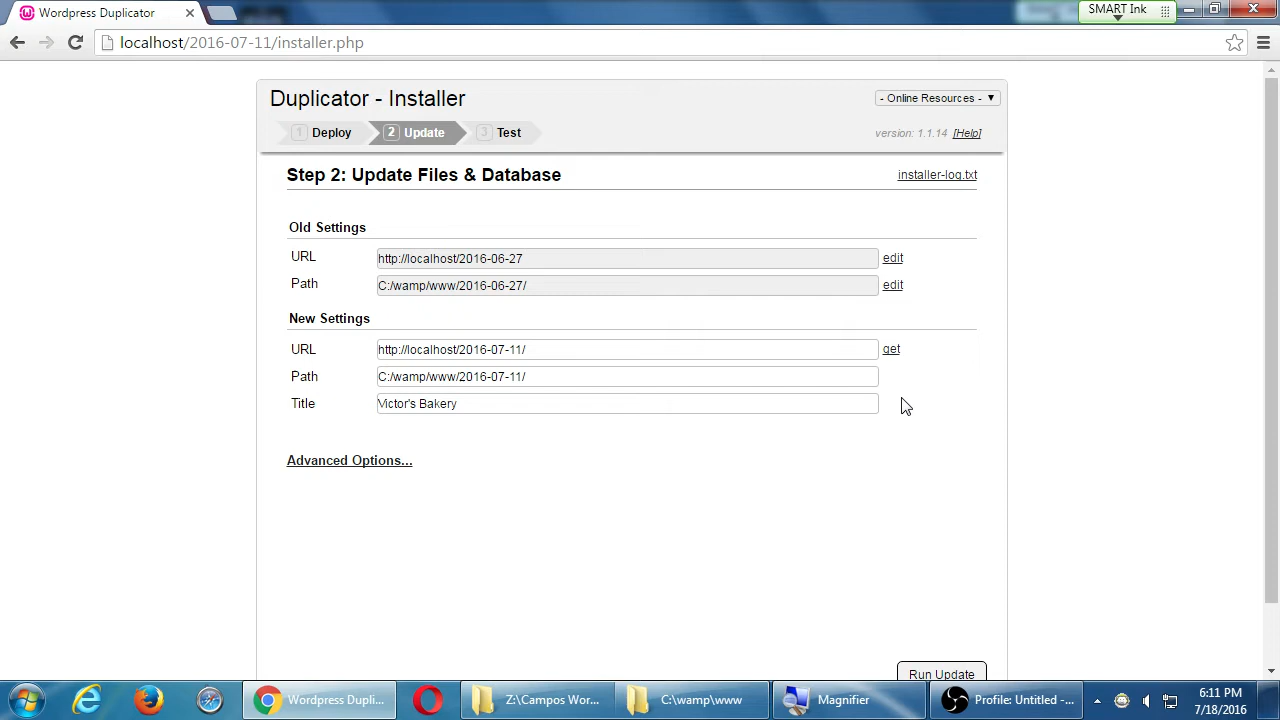 Wordpress Duplicator
SMART Ink
localhost/2016-07-11/installer.php
Duplicator - Installer
- Online Resources -
1 Deploy 2 Update 3 Test
version: 1.1.14 [Help]
Step 2: Update Files & Database
installer-log.txt
Old Settings
URL http://localhost/2016-06-27 edit
Path C:/wamp/www/2016-06-27/ edit
New Settings
URL http://localhost/2016-07-11/ get
Path C:/wamp/www/2016-07-11/
Title Victor's Bakery
Advanced Options...
Run Update
Wordpress Dupli...
Z:\Campos Wor...
C:\wamp\www
Magnifier
Profile: Untitled -...
6:11 PM
7/18/2016